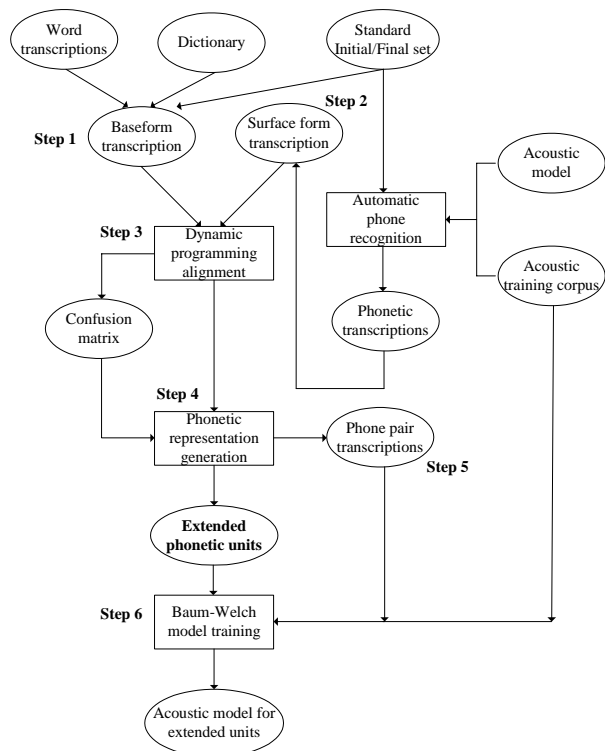 Word
transcriptions
Dictionary
Standard
Initial/Final set
Step 1
Baseform
transcription
Step 2
Surface form
transcription
Acoustic
model
Automatic
phone
recognition
Step 3
Dynamic
programming
alignment
Acoustic
training corpus
Confusion
matrix
Phonetic
transcriptions
Step 4
Phonetic
representation
generation
Phone pair
transcriptions
Step 5
Extended
phonetic units
Step 6
Baum-Welch
model training
Acoustic model for
extended units